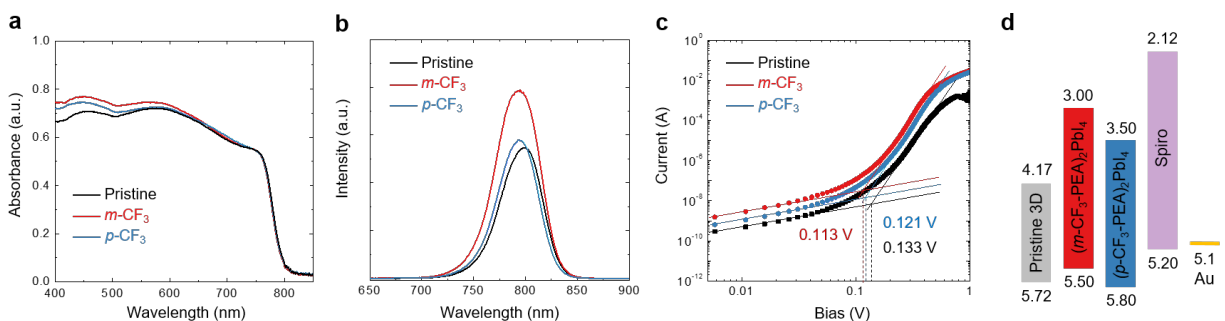 a
1.0
0.8
0.6
0.4
0.2
0.0
Absorbance (a.u.)
Pristine
m-CF3
p-CF3
400 500 600 700 800
Wavelength (nm)
b
Intensity (a.u.)
Pristine
m-CF3
p-CF3
650 700 750 800 850 900
Wavelength (nm)
c
10^0
10^-2
10^-4
10^-6
10^-8
10^-10
10^-12
Current (A)
Pristine
m-CF3
p-CF3
0.113 V
0.121 V
0.133 V
0.01 0.1 1
Bias (V)
d
4.17
Pristine 3D
5.72
3.00
(m-CF3-PEA)2PbI4
5.50
3.50
(p-CF3-PEA)2PbI4
5.80
2.12
Spiro
5.20
5.1
Au